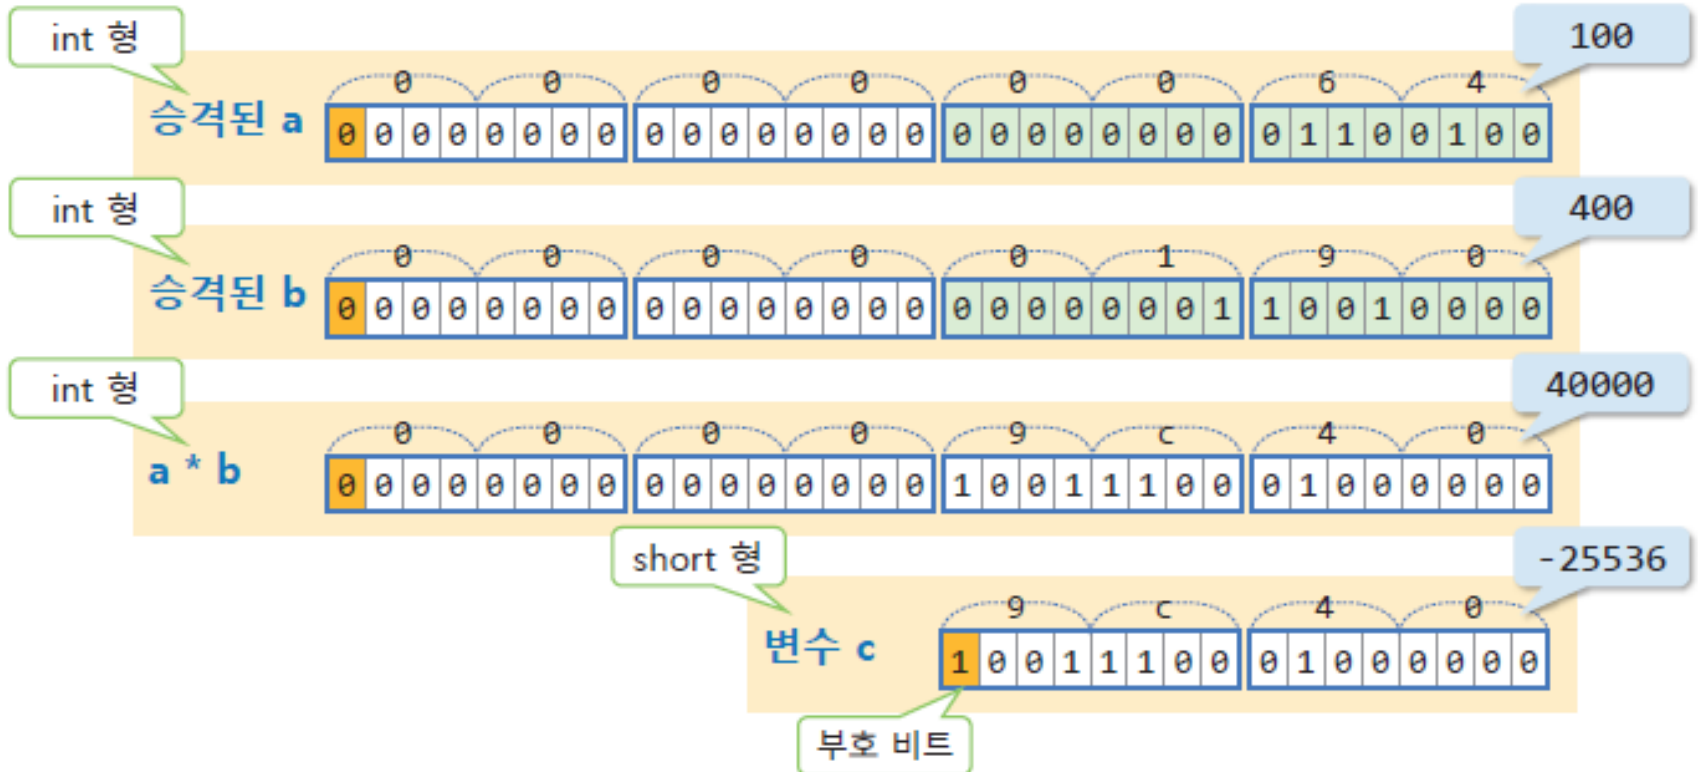 int 형
100
0 0 0 0 0 0 6 4
승격된 a
0 0 0 0 0 0 0 0 0 0 0 0 0 0 0 0 0 0 0 0 0 0 0 0 0 1 1 0 0 1 0 0
int 형
400
0 0 0 0 0 1 9 0
승격된 b
0 0 0 0 0 0 0 0 0 0 0 0 0 0 0 0 0 0 0 0 0 0 0 1 1 0 0 1 0 0 0 0
int 형
40000
0 0 0 0 9 c 4 0
a * b
0 0 0 0 0 0 0 0 0 0 0 0 0 0 0 0 1 0 0 1 1 1 0 0 0 1 0 0 0 0 0 0
short 형
-25536
9 c 4 0
변수 c
1 0 0 1 1 1 0 0 0 1 0 0 0 0 0 0
부호 비트